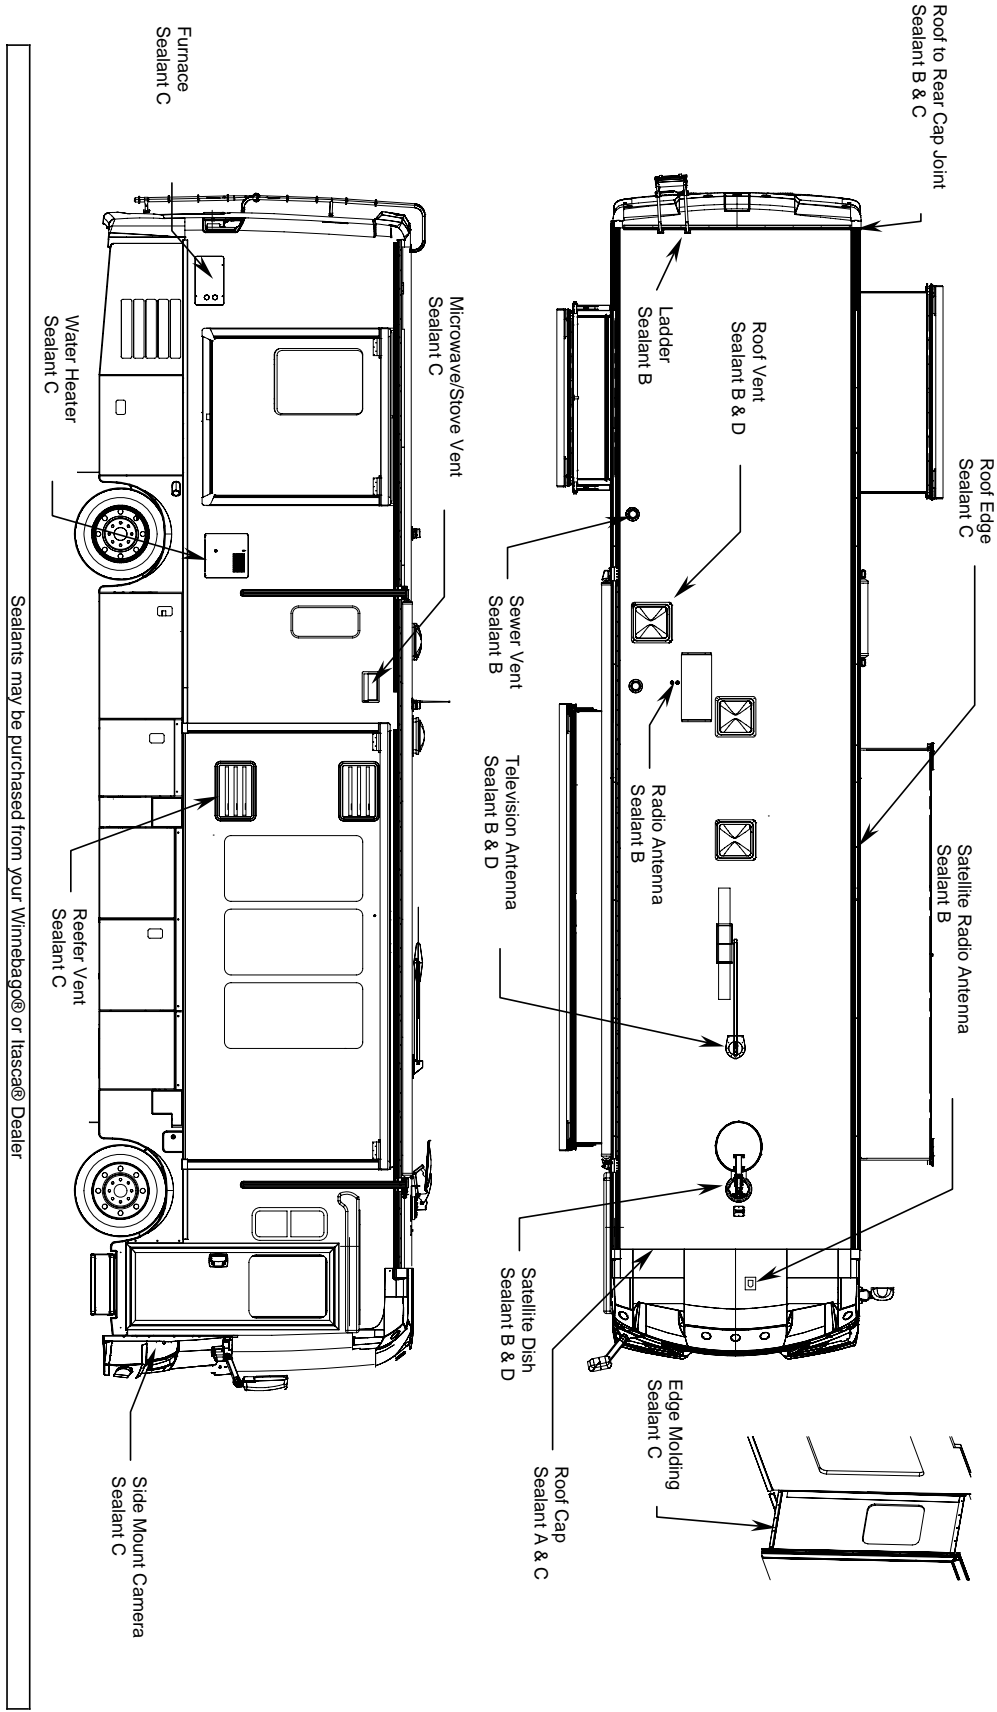 Roof to Rear Cap Joint
Sealant B & C
Roof Edge
Sealant C
Satellite Radio Antenna
Sealant B
Ladder
Sealant B
Roof Vent
Sealant B & D
Sewer Vent
Sealant B
Radio Antenna
Sealant B
Television Antenna
Sealant B & D
Satellite Dish
Sealant B & D
Roof Cap
Sealant A & C
Edge Molding
Sealant C
Microwave/Stove Vent
Sealant C
Furnace
Sealant C
Water Heater
Sealant C
Reefer Vent
Sealant C
Side Mount Camera
Sealant C
Sealants may be purchased from your Winnebago® or Itasca® Dealer